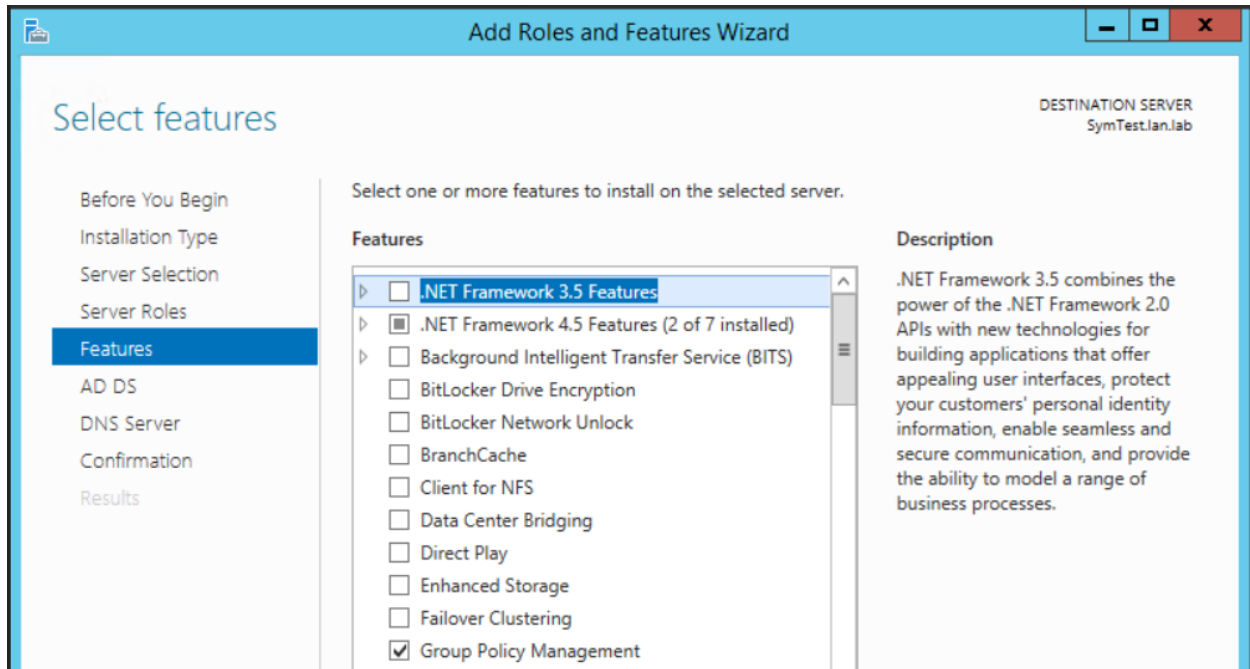 Add Roles and Features Wizard
Select features
DESTINATION SERVER
SymTest.lan.lab
Before You Begin
Installation Type
Server Selection
Server Roles
Features
AD DS
DNS Server
Confirmation
Results
Select one or more features to install on the selected server.
Features
.NET Framework 3.5 Features
.NET Framework 4.5 Features (2 of 7 installed)
Background Intelligent Transfer Service (BITS)
BitLocker Drive Encryption
BitLocker Network Unlock
BranchCache
Client for NFS
Data Center Bridging
Direct Play
Enhanced Storage
Failover Clustering
Group Policy Management
Description
.NET Framework 3.5 combines the
power of the .NET Framework 2.0
APIs with new technologies for
building applications that offer
appealing user interfaces, protect
your customers' personal identity
information, enable seamless and
secure communication, and provide
the ability to model a range of
business processes.